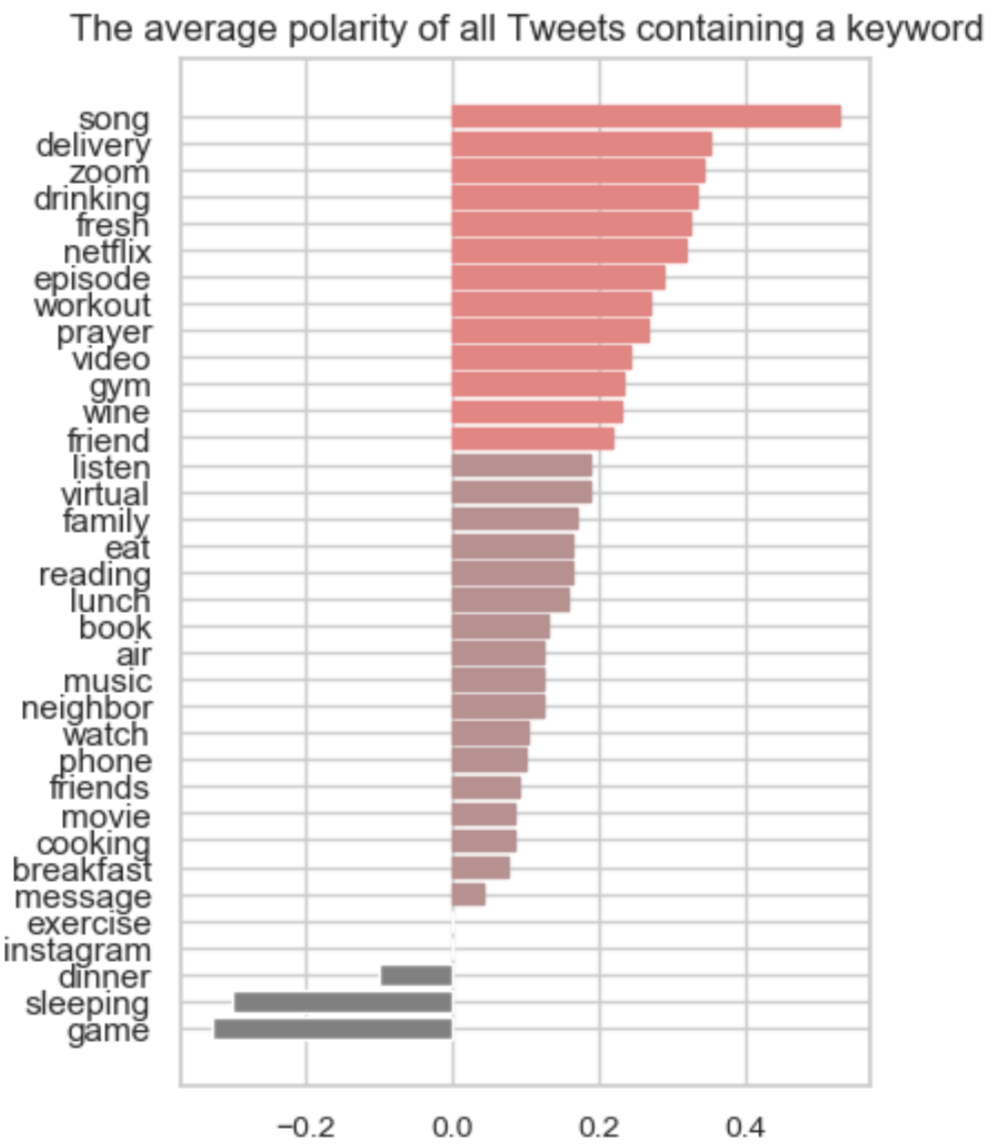 The average polarity of all Tweets containing a keyword
song
delivery
zoom
drinking
fresh
netflix
episode
workout
prayer
video
gym
wine
friend
listen
virtual
family
eat
reading
lunch
book
air
music
neighbor
watch
phone
friends
movie
cooking
breakfast
message
exercise
instagram
dinner
sleeping
game
−0.2 0.0 0.2 0.4